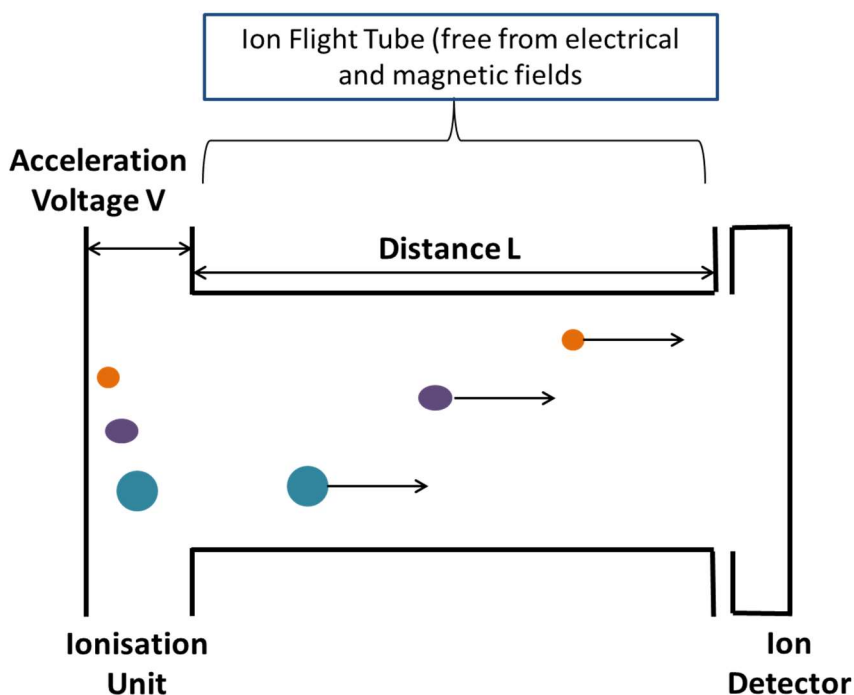 Ion Flight Tube (free from electrical
and magnetic fields
Acceleration
Voltage V
Distance L
Ionisation
Unit
Ion
Detector